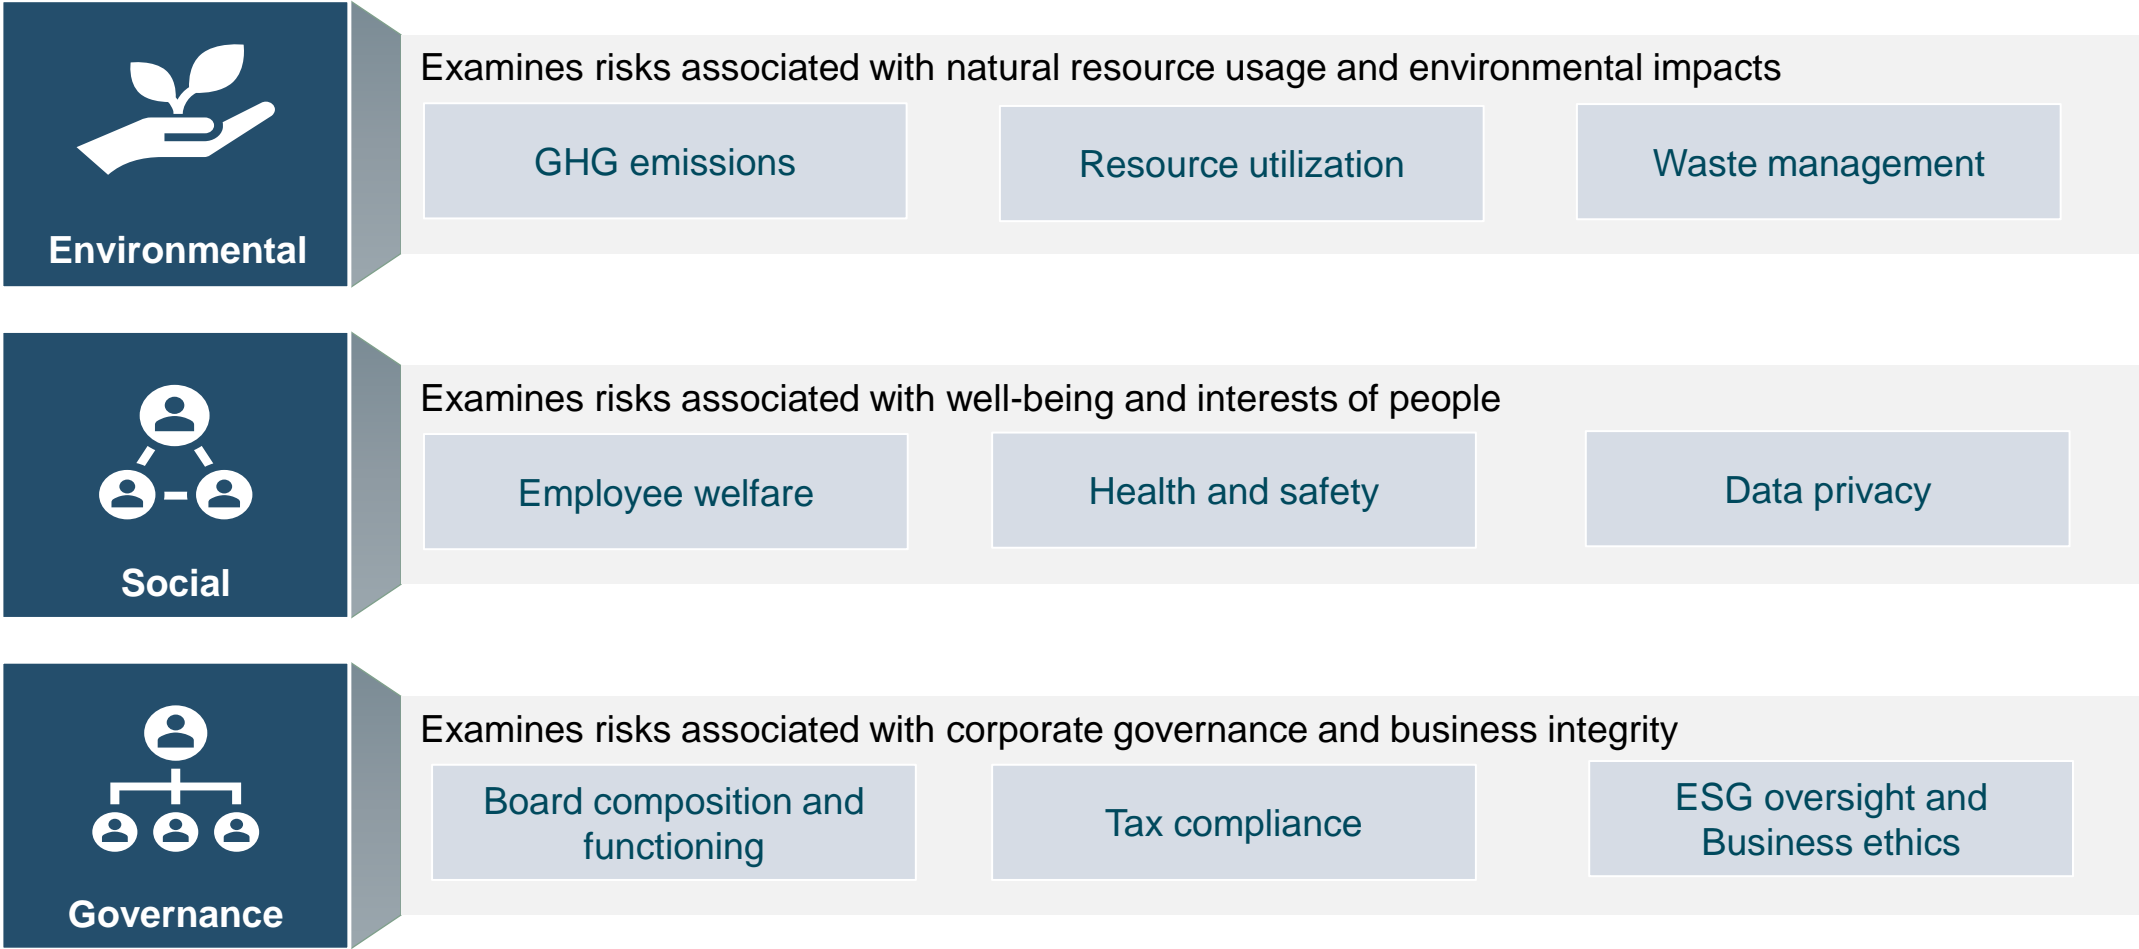 Examines risks associated with natural resource usage and environmental impacts
GHG emissions
Resource utilization
Waste management
Environmental
Examines risks associated with well-being and interests of people
Employee welfare
Health and safety
Data privacy
Social
Examines risks associated with corporate governance and business integrity
Board composition and
functioning
Tax compliance
ESG oversight and
Business ethics
Governance